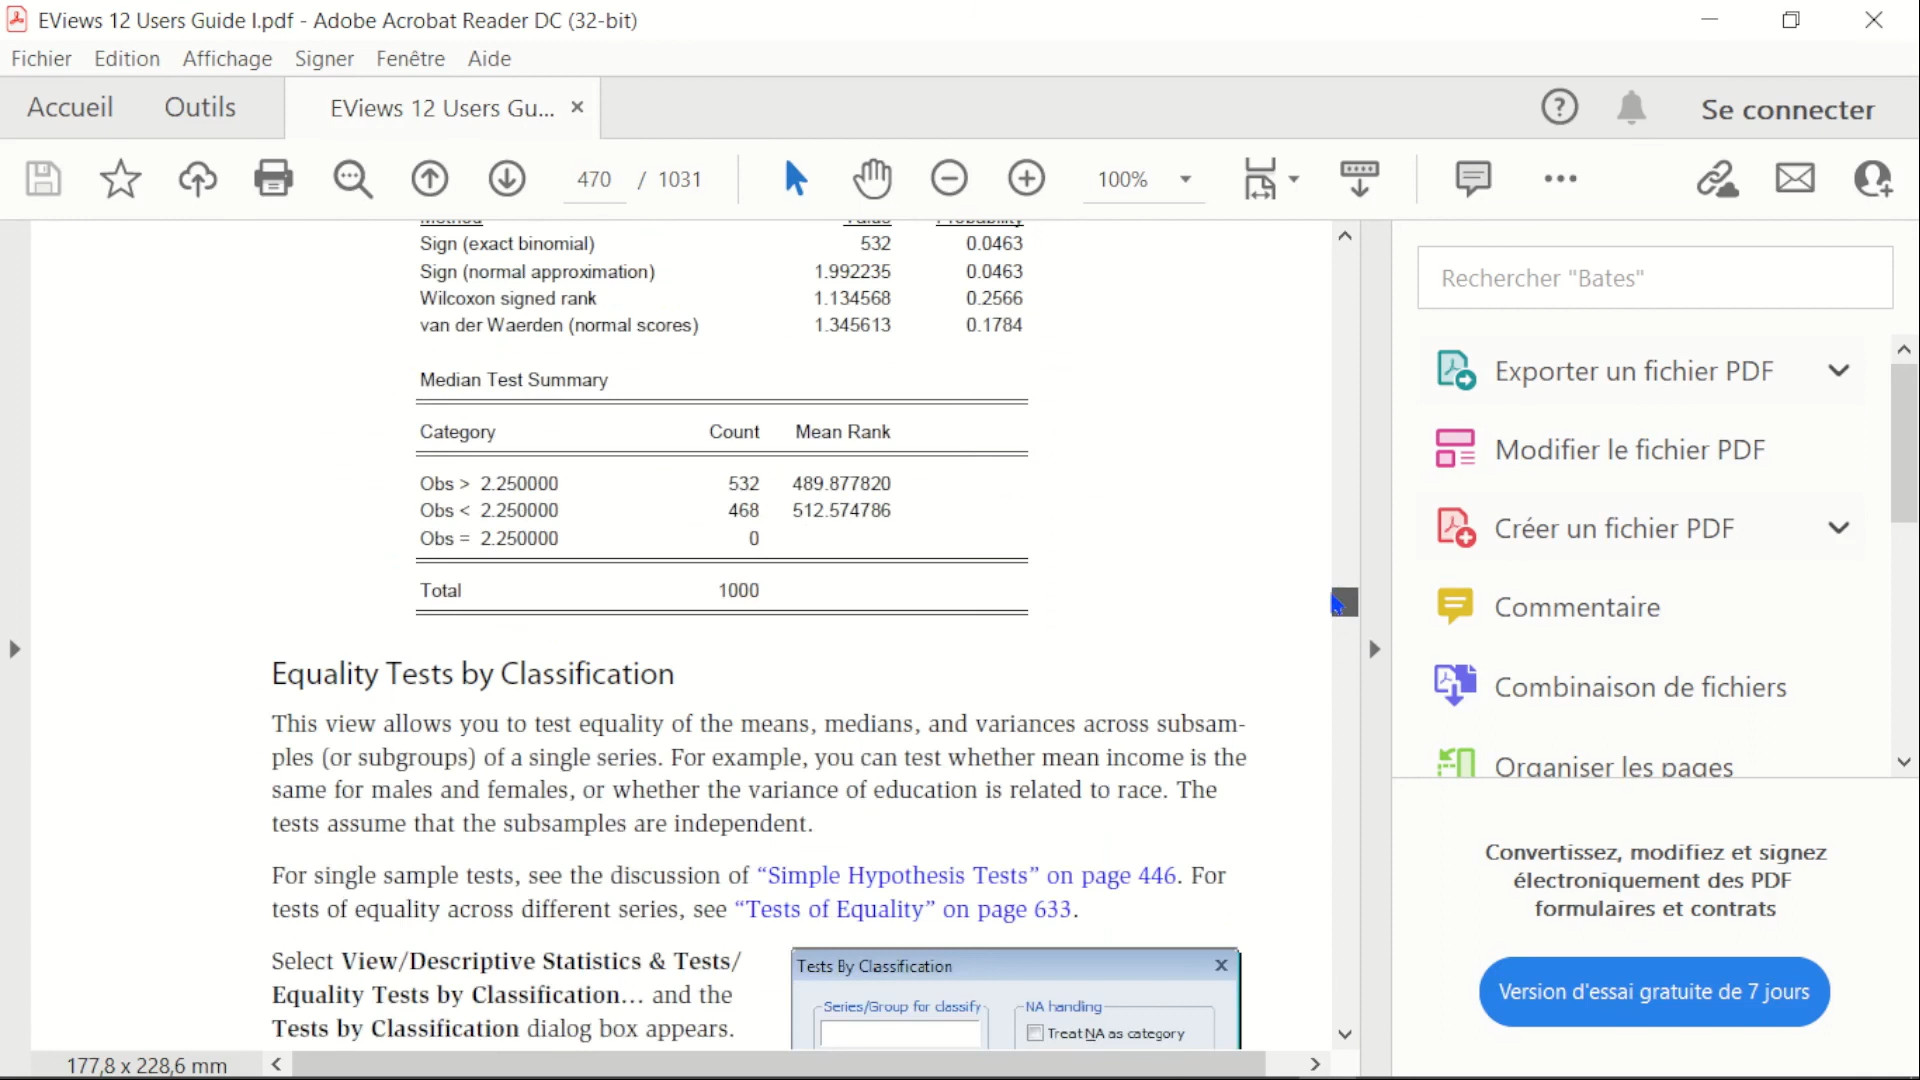 EViews 12 Users Guide I.pdf - Adobe Acrobat Reader DC (32-bit)
Fichier Edition Affichage Signer Fenêtre Aide
Accueil Outils EViews 12 Users Gu... ×
Se connecter
470 / 1031 100%
Method Value Probability
Sign (exact binomial) 532 0.0463
Sign (normal approximation) 1.992235 0.0463
Wilcoxon signed rank 1.134568 0.2566
van der Waerden (normal scores) 1.345613 0.1784
Median Test Summary
Category Count Mean Rank
Obs > 2.250000 532 489.877820
Obs < 2.250000 468 512.574786
Obs = 2.250000 0
Total 1000
Equality Tests by Classification
This view allows you to test equality of the means, medians, and variances across subsam-
ples (or subgroups) of a single series. For example, you can test whether mean income is the
same for males and females, or whether the variance of education is related to race. The
tests assume that the subsamples are independent.
For single sample tests, see the discussion of “Simple Hypothesis Tests” on page 446. For
tests of equality across different series, see “Tests of Equality” on page 633.
Select View/Descriptive Statistics & Tests/
Equality Tests by Classification... and the
Tests by Classification dialog box appears.
Tests By Classification
Series/Group for classify
NA handling
Treat NA as category
177,8 x 228,6 mm
Rechercher "Bates"
Exporter un fichier PDF
Modifier le fichier PDF
Créer un fichier PDF
Commentaire
Combinaison de fichiers
Organiser les pages
Convertissez, modifiez et signez
électroniquement des PDF
formulaires et contrats
Version d'essai gratuite de 7 jours